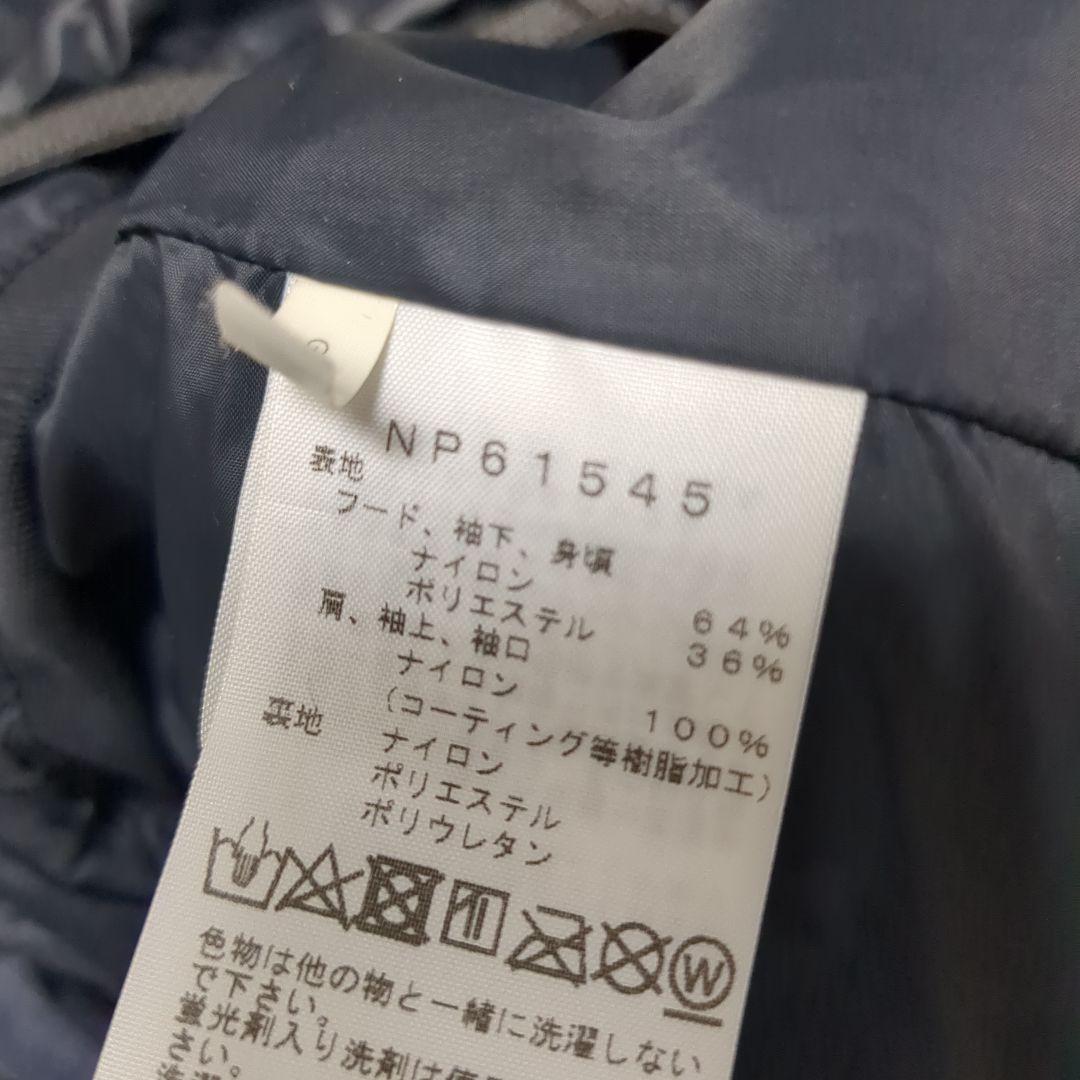 NP61545
表地
フード、袖下、身頃
ナイロン 64%
ポリエステル 36%
肩、袖上、袖口
ナイロン 100%
(コーティング等樹脂加工)
裏地
ナイロン
ポリエステル
ポリウレタン
W
色物は他の物と一緒に洗濯しない
で下さい。
蛍光剤入り洗剤は使用
さい。